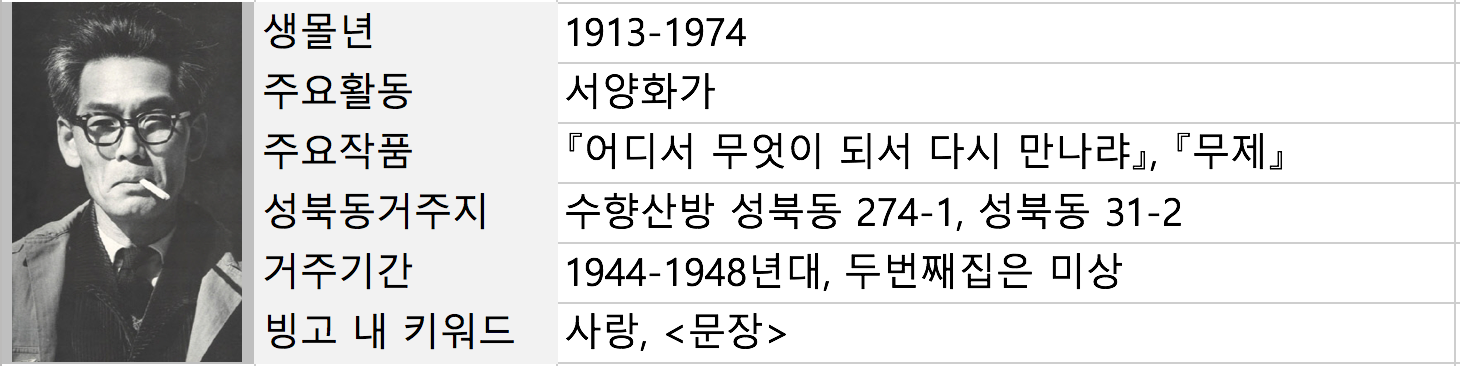 생몰년 1913-1974
주요활동 서양화가
주요작품 『어디서 무엇이 되서 다시 만나랴』, 『무제』
성북동거주지 수향산방 성북동 274-1, 성북동 31-2
거주기간 1944-1948년대, 두번째집은 미상
빙고 내 키워드 사랑, <문장>